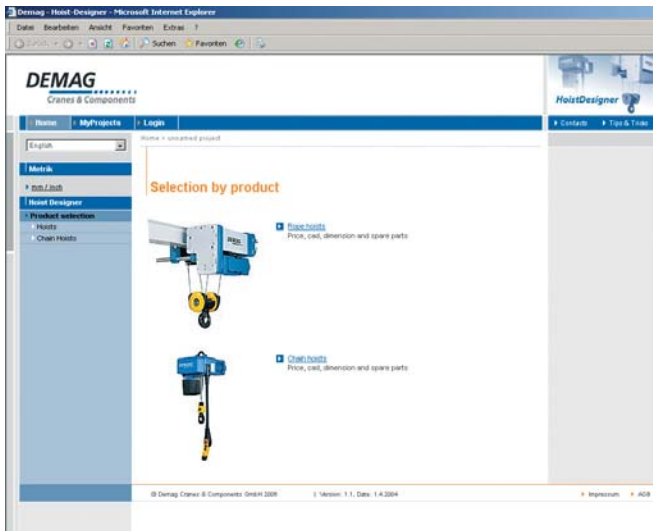 Demag - Hoist-Designer - Microsoft Internet Explorer
Datei Bearbeiten Ansicht Favoriten Extras ?
Zurück Suchen Favoriten
DEMAG
Cranes & Components
HoistDesigner
Home MyProjects Login
Contacts Tips & Tricks
English
Home > unnamed project
Metrik
mm / inch
Hoist Designer
Product selection
Hoists
Chain Hoists
Selection by product
Rope hoists
Price, cad, dimension and spare parts
DEMAG
Chain hoists
Price, cad, dimension and spare parts
© Demag Cranes & Components GmbH 2005 | Version: 1.1, Date: 1.4.2004
Impressum AGB